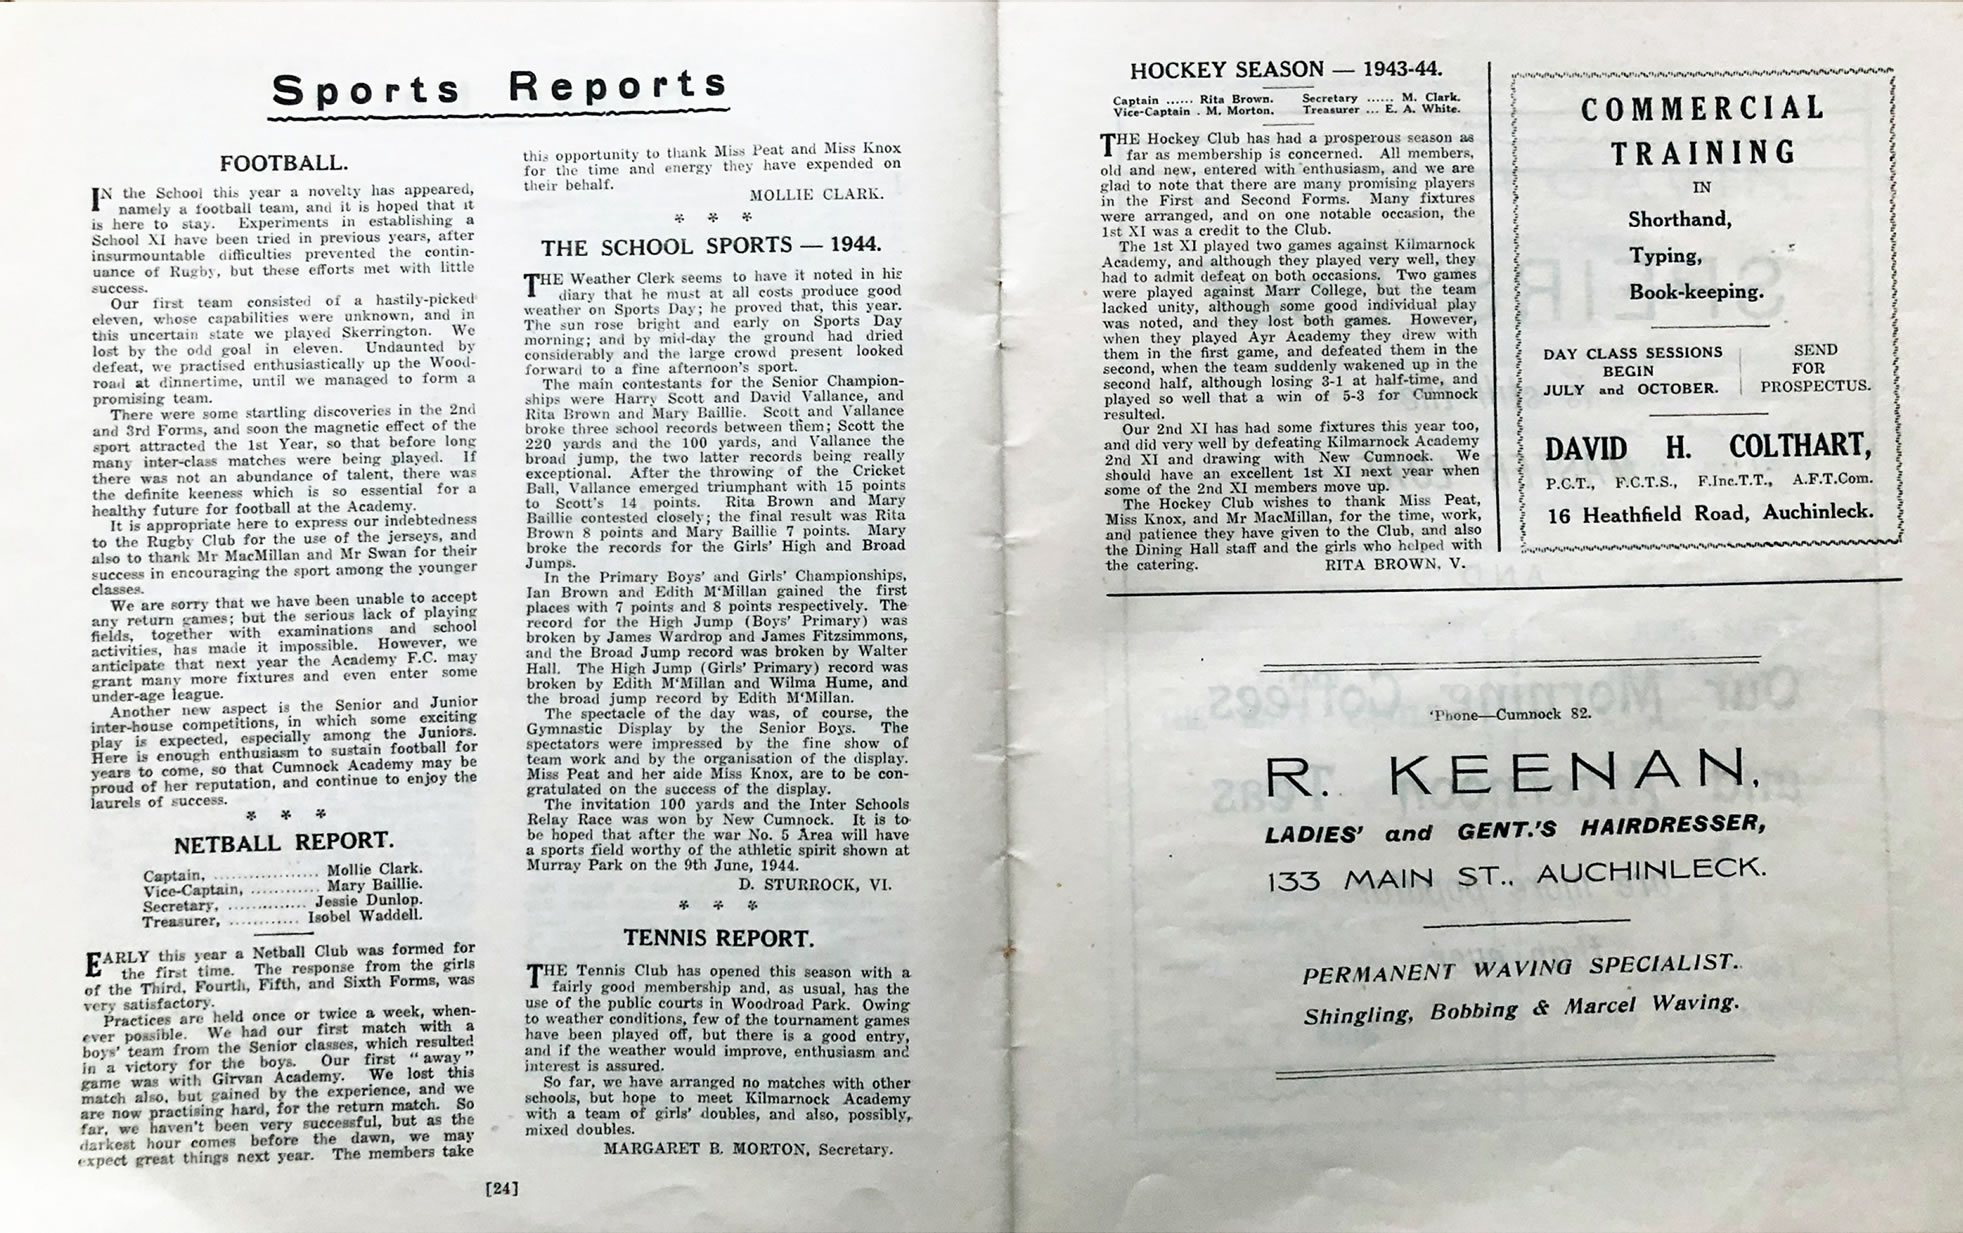 Sports Reports
FOOTBALL.
IN the School this year a novelty has appeared,
namely a football team, and it is hoped that it
is here to stay. Experiments in establishing a
School XI have been tried in previous years, after
insurmountable difficulties prevented the contin-
uance of Rugby, but these efforts met with little
success.
Our first team consisted of a hastily-picked
eleven, whose capabilities were unknown, and in
this uncertain state we played Skerrington. We
lost by the odd goal in eleven. Undaunted by
defeat, we practised enthusiastically up the Wood-
road at dinnertime, until we managed to form a
promising team.
There were some startling discoveries in the 2nd
and 3rd Forms, and soon the magnetic effect of the
sport attracted the 1st Year, so that before long
many inter-class matches were being played. If
there was not an abundance of talent, there was
the definite keeness which is so essential for a
healthy future for football at the Academy.
It is appropriate here to express our indebtedness
to the Rugby Club for the use of the jerseys, and
also to thank Mr MacMillan and Mr Swan for their
success in encouraging the sport among the younger
classes.
We are sorry that we have been unable to accept
any return games; but the serious lack of playing
fields, together with examinations and school
activities, has made it impossible. However, we
anticipate that next year the Academy F.C. may
grant many more fixtures and even enter some
under-age league.
Another new aspect is the Senior and Junior
inter-house competitions, in which some exciting
play is expected, especially among the Juniors.
Here is enough enthusiasm to sustain football for
years to come, so that Cumnock Academy may be
proud of her reputation, and continue to enjoy the
laurels of success.
* * *
NETBALL REPORT.
Captain, .................. Mollie Clark.
Vice-Captain, ............ Mary Baillie.
Secretary, ............. Jessie Dunlop.
Treasurer, ........... Isobel Waddell.
EARLY this year a Netball Club was formed for
the first time. The response from the girls
of the Third, Fourth, Fifth, and Sixth Forms, was
very satisfactory.
Practices are held once or twice a week, when-
ever possible. We had our first match with a
boys' team from the Senior classes, which resulted
in a victory for the boys. Our first "away"
game was with Girvan Academy. We lost this
match also, but gained by the experience, and we
are now practising hard, for the return match. So
far, we haven't been very successful, but as the
darkest hour comes before the dawn, we may
expect great things next year. The members take
this opportunity to thank Miss Peat and Miss Knox
for the time and energy they have expended on
their behalf.
MOLLIE CLARK.
* * *
THE SCHOOL SPORTS — 1944.
THE Weather Clerk seems to have it noted in his
diary that he must at all costs produce good
weather on Sports Day; he proved that, this year.
The sun rose bright and early on Sports Day
morning; and by mid-day the ground had dried
considerably and the large crowd present looked
forward to a fine afternoon's sport.
The main contestants for the Senior Champion-
ships were Harry Scott and David Vallance, and
Rita Brown and Mary Baillie. Scott and Vallance
broke three school records between them; Scott the
220 yards and the 100 yards, and Vallance the
broad jump, the two latter records being really
exceptional. After the throwing of the Cricket
Ball, Vallance emerged triumphant with 15 points
to Scott's 14 points. Rita Brown and Mary
Baillie contested closely; the final result was Rita
Brown 8 points and Mary Baillie 7 points. Mary
broke the records for the Girls' High and Broad
Jumps.
In the Primary Boys' and Girls' Championships,
Ian Brown and Edith M'Millan gained the first
places with 7 points and 8 points respectively. The
record for the High Jump (Boys' Primary) was
broken by James Wardrop and James Fitzsimmons,
and the Broad Jump record was broken by Walter
Hall. The High Jump (Girls' Primary) record was
broken by Edith M'Millan and Wilma Hume, and
the broad jump record by Edith M'Millan.
The spectacle of the day was, of course, the
Gymnastic Display by the Senior Boys. The
spectators were impressed by the fine show of
team work and by the organisation of the display.
Miss Peat and her aide Miss Knox, are to be con-
gratulated on the success of the display.
The invitation 100 yards and the Inter Schools
Relay Race was won by New Cumnock. It is to
be hoped that after the war No. 5 Area will have
a sports field worthy of the athletic spirit shown at
Murray Park on the 9th June, 1944.
D. STURROCK, VI.
* * *
TENNIS REPORT.
THE Tennis Club has opened this season with a
fairly good membership and, as usual, has the
use of the public courts in Woodroad Park. Owing
to weather conditions, few of the tournament games
have been played off, but there is a good entry,
and if the weather would improve, enthusiasm and
interest is assured.
So far, we have arranged no matches with other
schools, but hope to meet Kilmarnock Academy
with a team of girls' doubles, and also, possibly,
mixed doubles.
MARGARET B. MORTON, Secretary.
[24]
HOCKEY SEASON — 1943-44.
Captain ...... Rita Brown. Secretary ...... M. Clark.
Vice-Captain . M. Morton. Treasurer ... E. A. White.
THE Hockey Club has had a prosperous season as
far as membership is concerned. All members,
old and new, entered with enthusiasm, and we are
glad to note that there are many promising players
in the First and Second Forms. Many fixtures
were arranged, and on one notable occasion, the
1st XI was a credit to the Club.
The 1st XI played two games against Kilmarnock
Academy, and although they played very well, they
had to admit defeat on both occasions. Two games
were played against Marr College, but the team
lacked unity, although some good individual play
was noted, and they lost both games. However,
when they played Ayr Academy they drew with
them in the first game, and defeated them in the
second, when the team suddenly wakened up in the
second half, although losing 3-1 at half-time, and
played so well that a win of 5-3 for Cumnock
resulted.
Our 2nd XI has had some fixtures this year too,
and did very well by defeating Kilmarnock Academy
2nd XI and drawing with New Cumnock. We
should have an excellent 1st XI next year when
some of the 2nd XI members move up.
The Hockey Club wishes to thank Miss Peat,
Miss Knox, and Mr MacMillan, for the time, work,
and patience they have given to the Club, and also
the Dining Hall staff and the girls who helped with
the catering. RITA BROWN, V.
COMMERCIAL
TRAINING
IN
Shorthand,
Typing,
Book-keeping.
DAY CLASS SESSIONS
BEGIN
JULY and OCTOBER.
SEND
FOR
PROSPECTUS.
DAVID H. COLTHART,
P.C.T., F.C.T.S., F.Inc.T.T., A.F.T.Com.
16 Heathfield Road, Auchinleck.
'Phone—Cumnock 82.
R. KEENAN,
LADIES' and GENT.'S HAIRDRESSER,
133 MAIN ST., AUCHINLECK.
PERMANENT WAVING SPECIALIST.
Shingling, Bobbing & Marcel Waving.